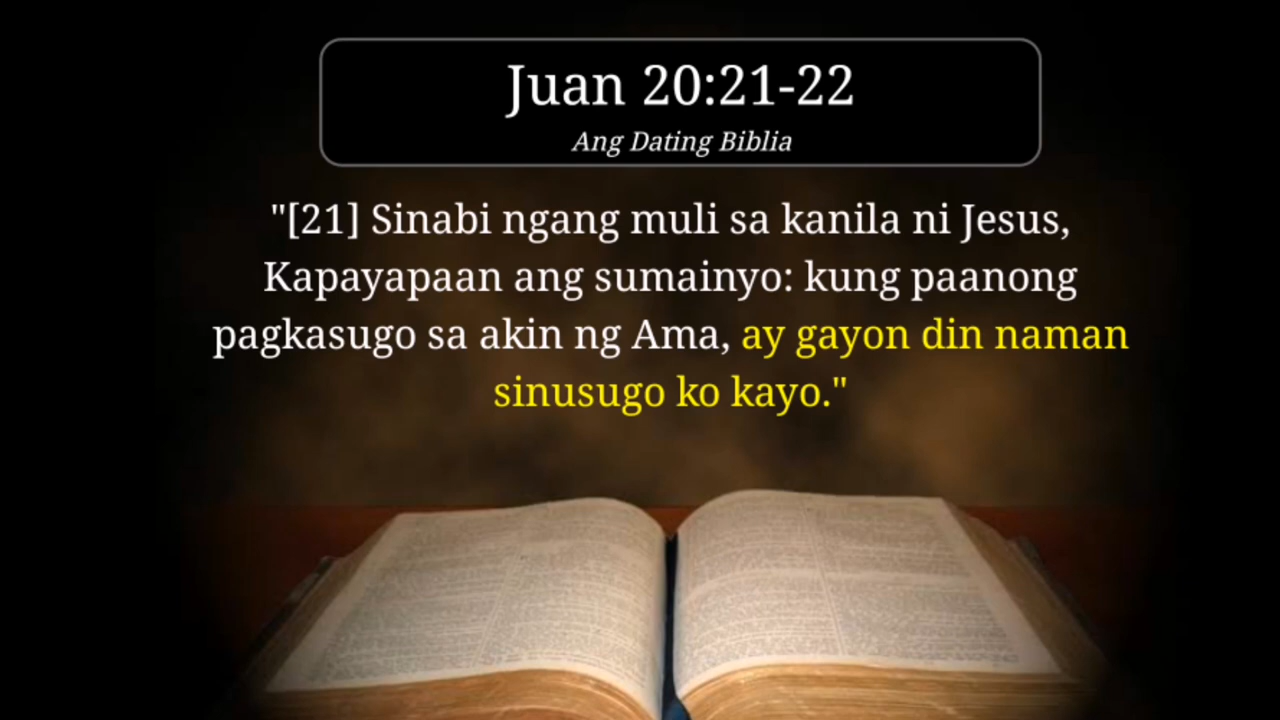 Juan 20:21-22
Ang Dating Biblia
"[21] Sinabi ngang muli sa kanila ni Jesus,
Kapayapaan ang sumainyo: kung paanong
pagkasugo sa akin ng Ama, ay gayon din naman
sinusugo ko kayo."